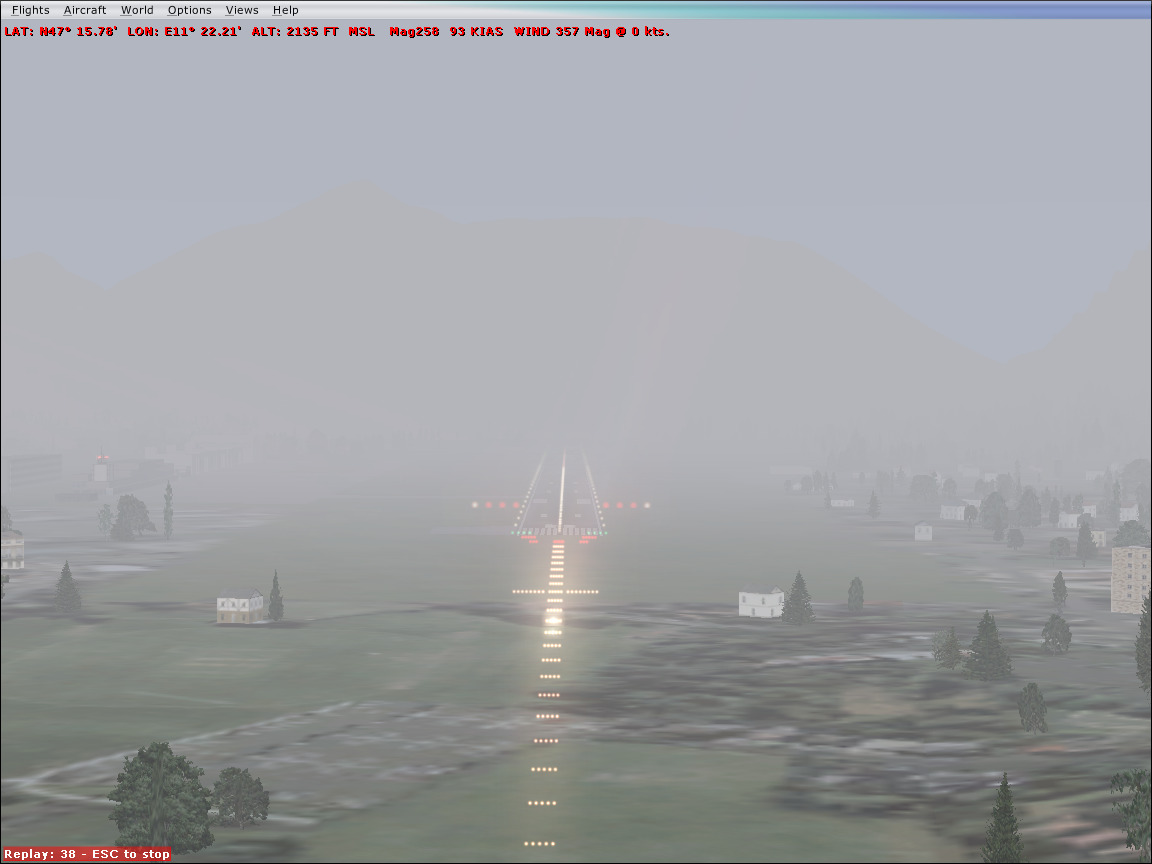 Flights Aircraft World Options Views Help
LAT: N47° 15.78' LON: E11° 22.21' ALT: 2135 FT MSL Mag258 93 KIAS WIND 357 Mag @ 0 kts.
Replay: 38 - ESC to stop